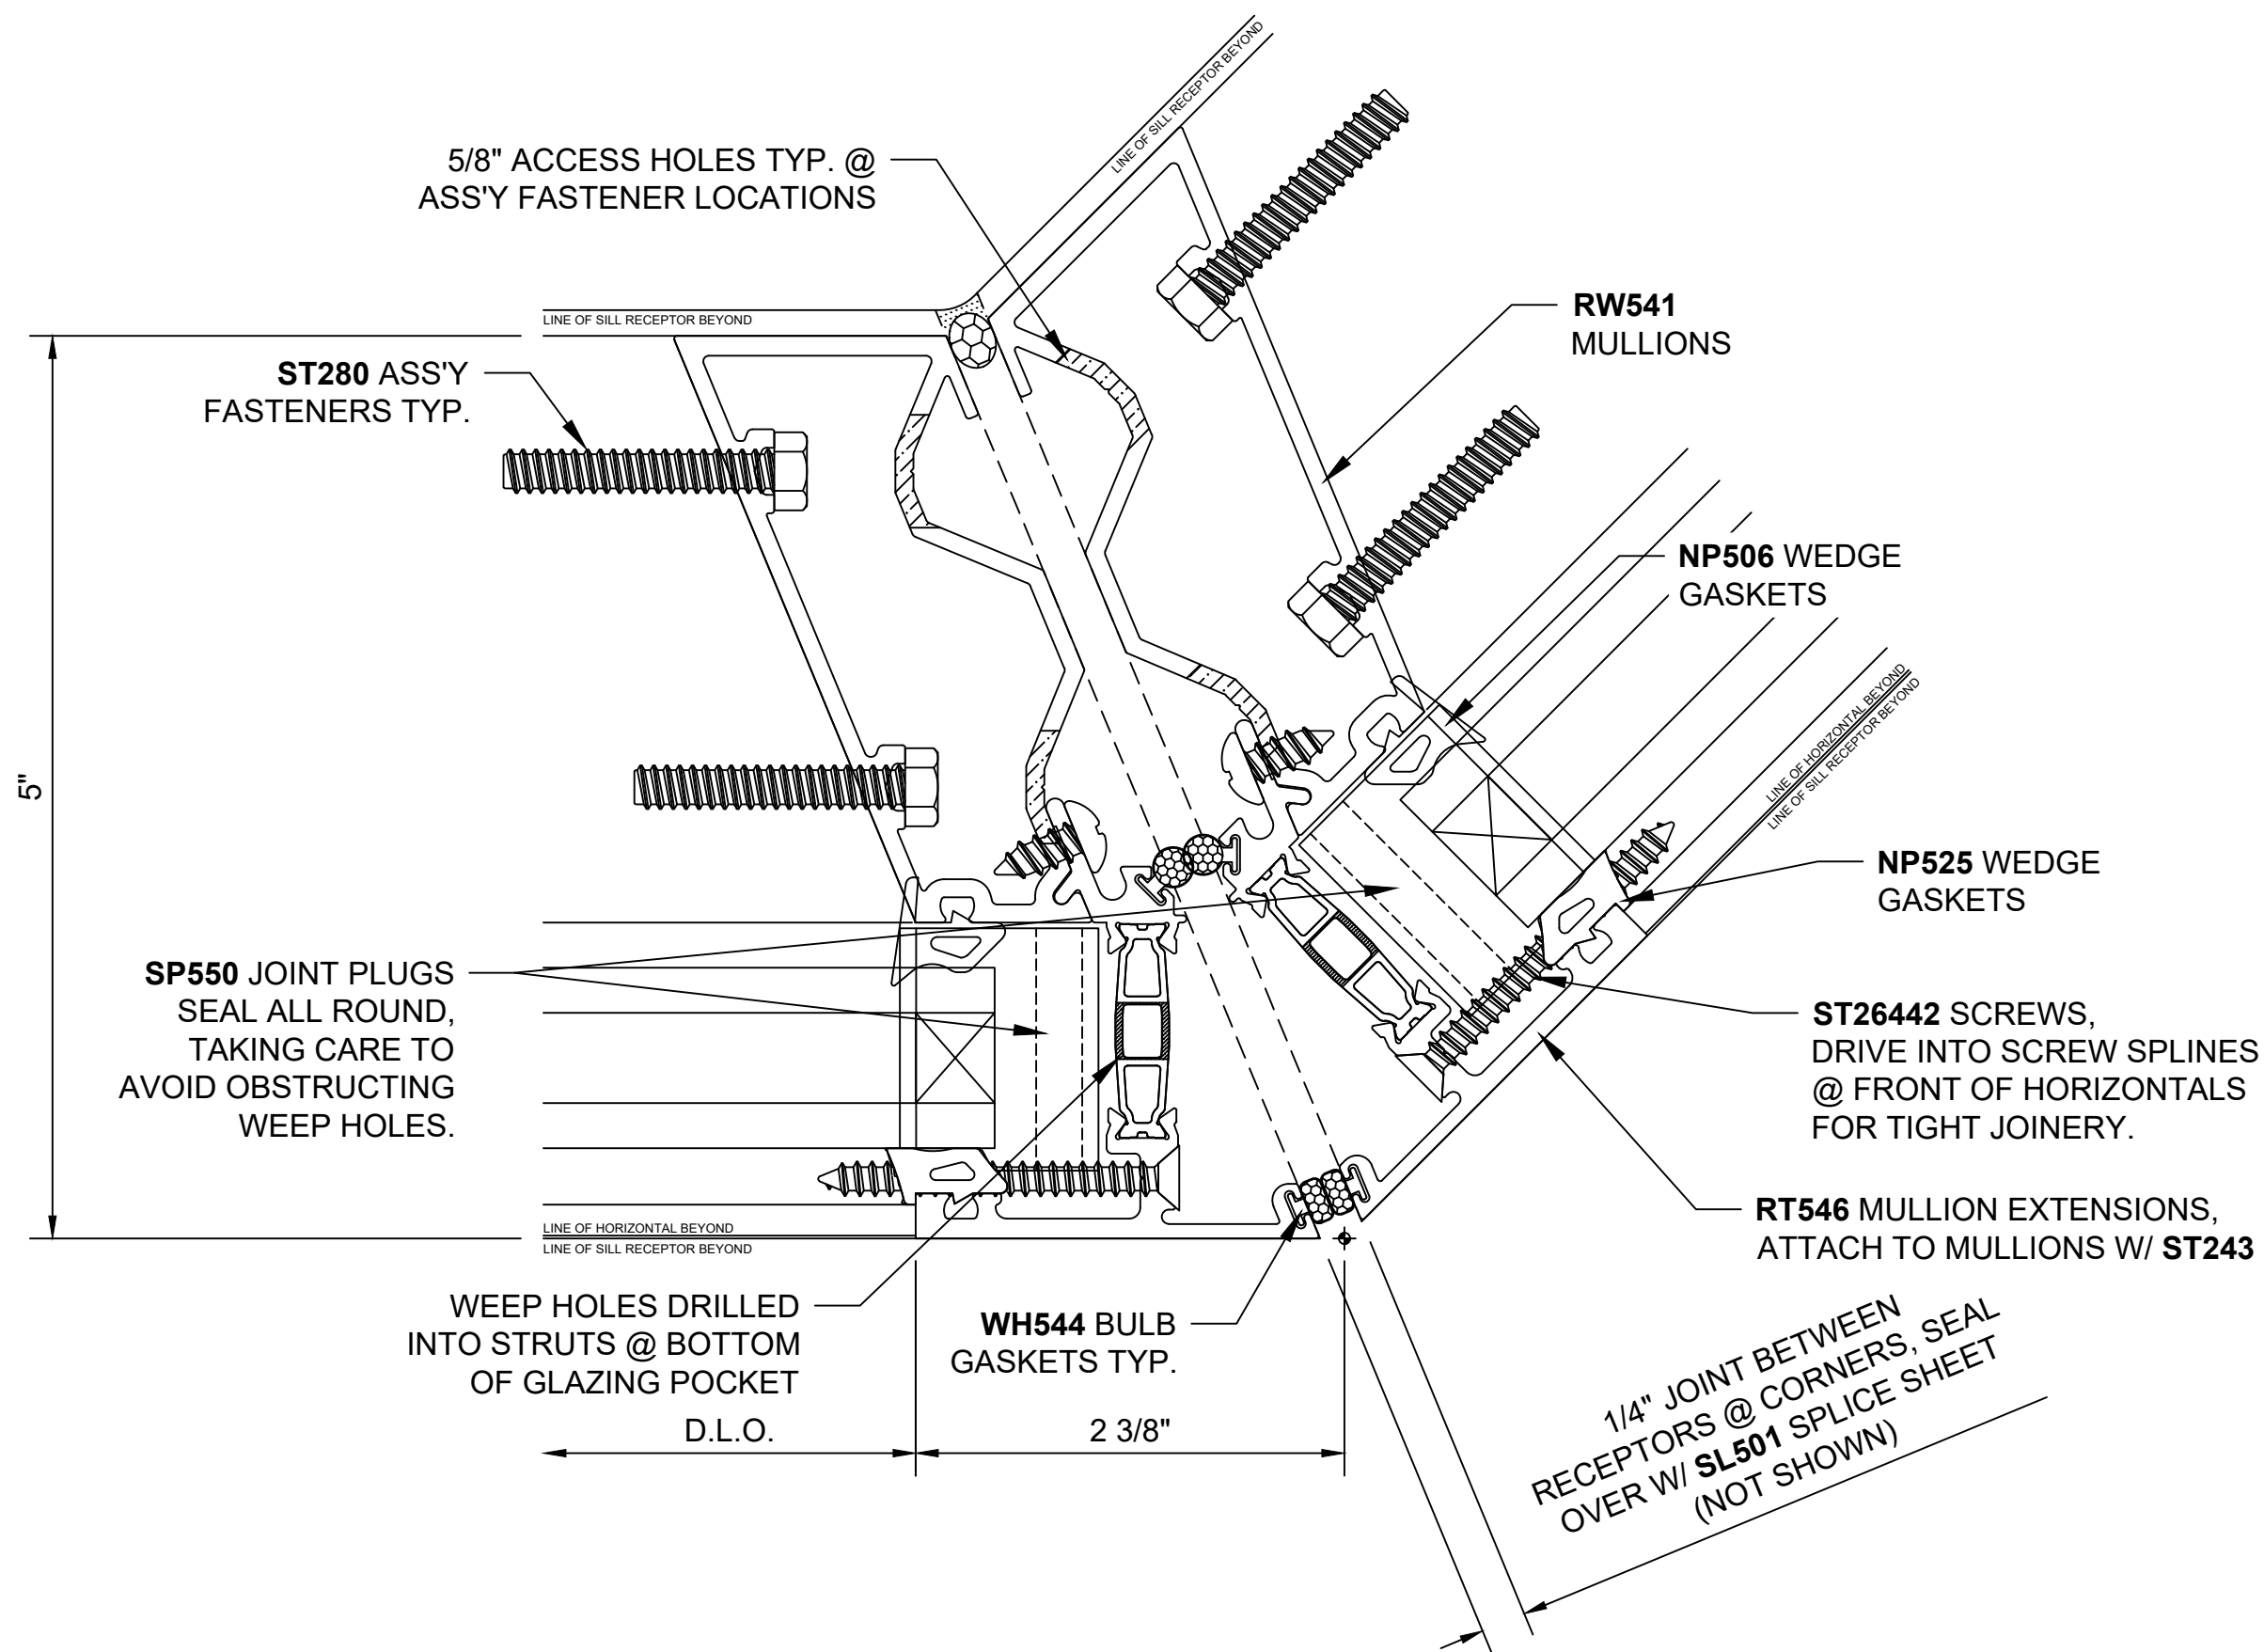 LINE OF SILL RECEPTOR BEYOND
5/8" ACCESS HOLES TYP. @
ASS'Y FASTENER LOCATIONS
RW541
MULLIONS
LINE OF SILL RECEPTOR BEYOND
ST280 ASS'Y
FASTENERS TYP.
NP506 WEDGE
GASKETS
5"
LINE OF HORIZONTAL BEYOND
LINE OF SILL RECEPTOR BEYOND
NP525 WEDGE
GASKETS
SP550 JOINT PLUGS
SEAL ALL ROUND,
TAKING CARE TO
AVOID OBSTRUCTING
WEEP HOLES.
ST26442 SCREWS,
DRIVE INTO SCREW SPLINES
@ FRONT OF HORIZONTALS
FOR TIGHT JOINERY.
LINE OF HORIZONTAL BEYOND
LINE OF SILL RECEPTOR BEYOND
RT546 MULLION EXTENSIONS,
ATTACH TO MULLIONS W/ ST243
WEEP HOLES DRILLED
INTO STRUTS @ BOTTOM
OF GLAZING POCKET
WH544 BULB
GASKETS TYP.
D.L.O.
2 3/8"
1/4" JOINT BETWEEN
RECEPTORS @ CORNERS, SEAL
OVER W/ SL501 SPLICE SHEET
(NOT SHOWN)